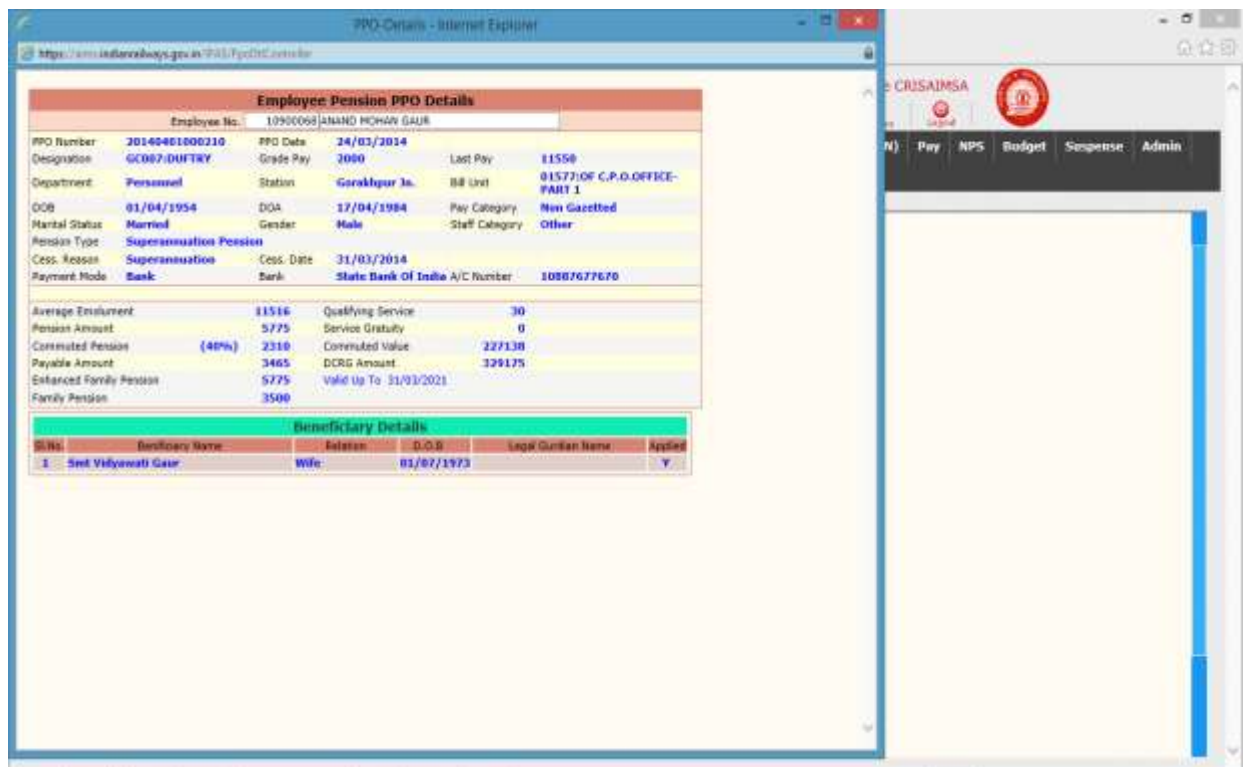 PPO-Details - Internet Explorer
Employee Pension PPO Details
Employee No. 10900068 ANAND MOHAN GAUR
PPO Number 20140401000210 PPO Date 24/03/2014
Designation GC007:DUFTRY Grade Pay 2000 Last Pay 11550
Department Personnel Station Gorakhpur Jn. Bill Unit 01577:OF C.P.O.OFFICE-PART 1
DOB 01/04/1954 DOA 17/04/1984 Pay Category Non Gazetted
Marital Status Married Gender Male Staff Category Other
Pension Type Superannuation Pension
Cess. Reason Superannuation Cess. Date 31/03/2014
Payment Mode Bank Bank State Bank Of India A/C Number 10887677670
Average Emolument 11516 Qualifying Service 30
Pension Amount 5775 Service Gratuity 0
Commuted Pension (40%) 2310 Commuted Value 227138
Payable Amount 3465 DCRG Amount 329175
Enhanced Family Pension 5775 Valid Up To 31/03/2021
Family Pension 3500
Beneficiary Details
Sl.No. Benificiary Name Relation D.O.B Legal Gurdian Name Applied
1 Smt Vidyawati Gaur Wife 01/07/1973 Y
CRISAIMSA
Logout
N) Pay NPS Budget Suspense Admin